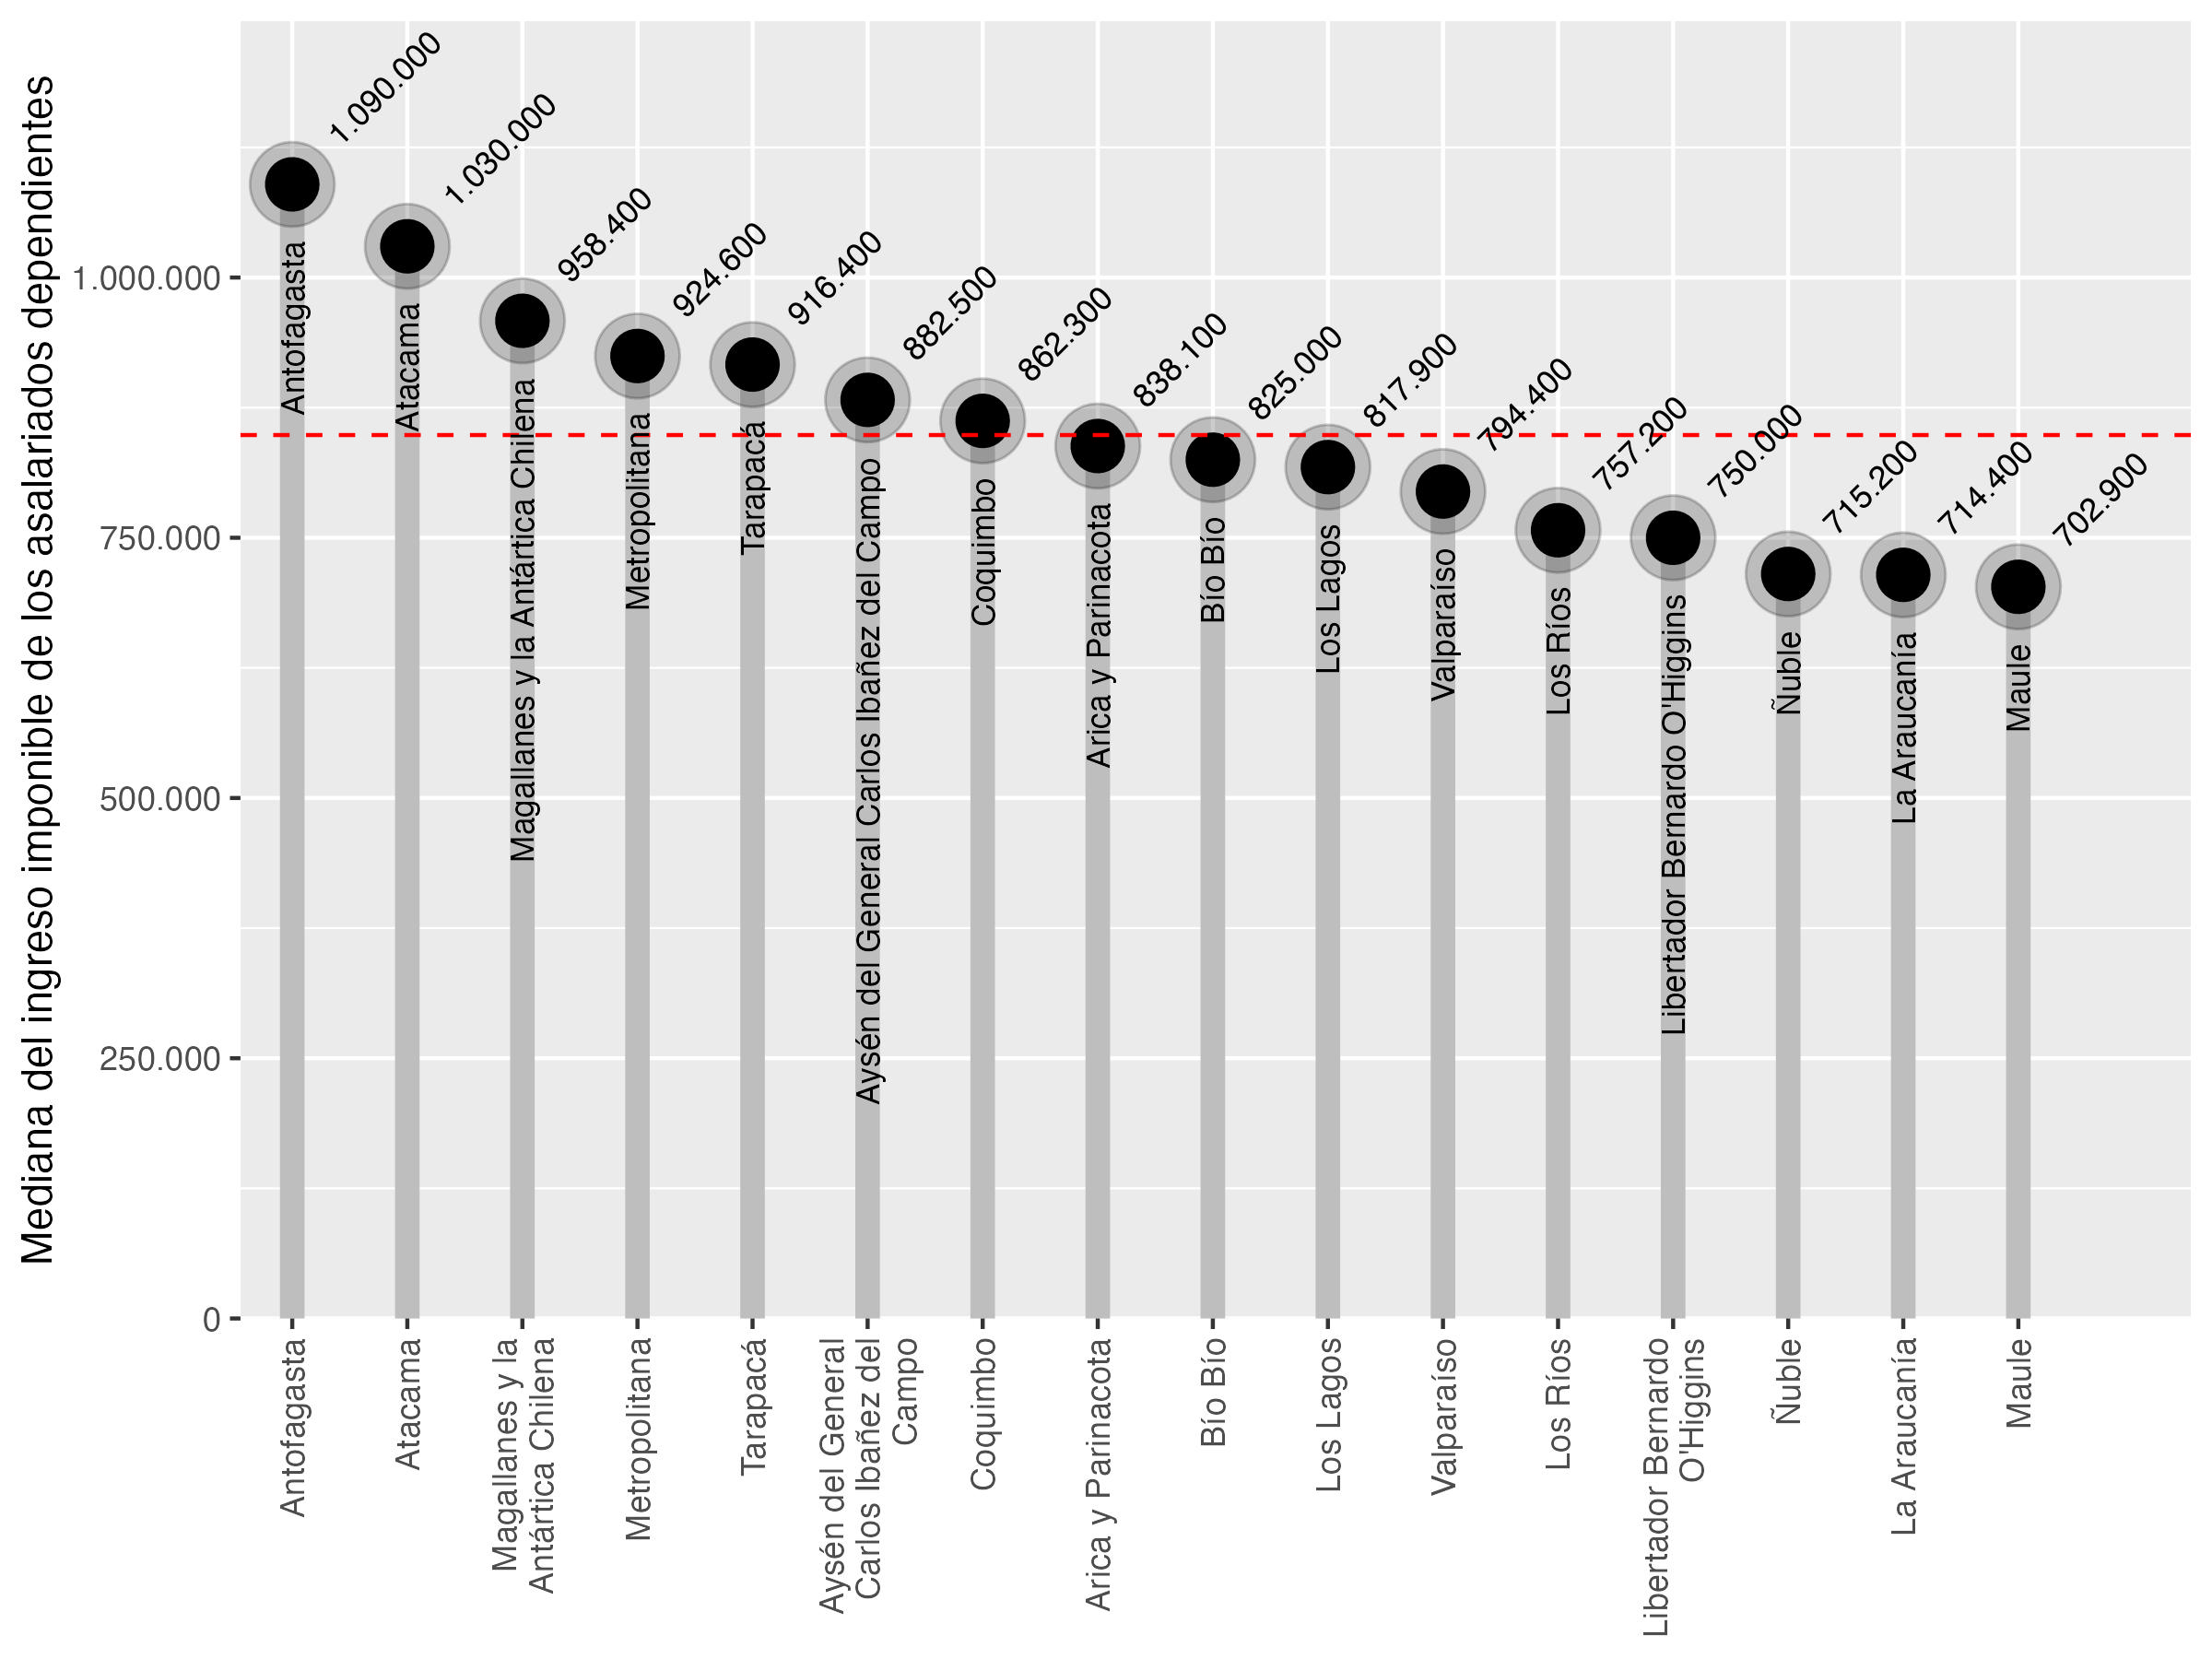 Mediana del ingreso imponible de los asalariados dependientes
1.000.000
750.000
500.000
250.000
0
1.090.000
1.030.000
958.400
924.600
916.400
882.500
862.300
838.100
825.000
817.900
794.400
757.200
750.000
715.200
714.400
702.900
Antofagasta
Atacama
Magallanes y la Antártica Chilena
Metropolitana
Tarapacá
Aysén del General Carlos Ibañez del Campo
Coquimbo
Arica y Parinacota
Bío Bío
Los Lagos
Valparaíso
Los Ríos
Libertador Bernardo O'Higgins
Ñuble
La Araucanía
Maule
Antofagasta
Atacama
Magallanes y la
Antártica Chilena
Metropolitana
Tarapacá
Aysén del General
Carlos Ibañez del
Campo
Coquimbo
Arica y Parinacota
Bío Bío
Los Lagos
Valparaíso
Los Ríos
Libertador Bernardo
O'Higgins
Ñuble
La Araucanía
Maule